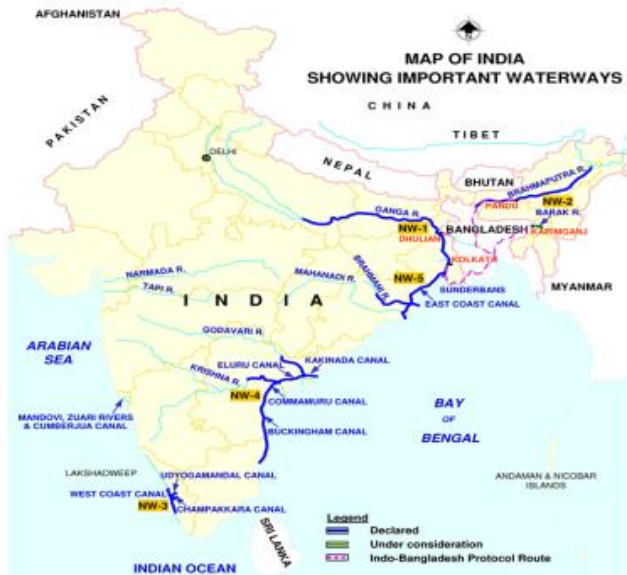 AFGHANISTAN
MAP OF INDIA
SHOWING IMPORTANT WATERWAYS
CHINA
PAKISTAN
TIBET
DELHI
NEPAL
BHUTAN
BRAHMAPUTRA R.
NW-2
PANDU
BARAK R.
GANGA R.
NW-1
BANGLADESH
KARIMGANJ
DHULIAN
KOLKATA
NW-5
MYANMAR
NARMADA R.
MAHANADI R.
BRAHMANI R.
SUNDERBANS
TAPI R.
INDIA
EAST COAST CANAL
GODAVARI R.
ARABIAN
SEA
KAKINADA CANAL
ELURU CANAL
KRISHNA R.
NW-4
COMMAMURU CANAL
BAY
OF
BENGAL
MANDOVI, ZUARI RIVERS
& CUMBERJUA CANAL
BUCKINGHAM CANAL
LAKSHADWEEP
UDYOGAMANDAL CANAL
ANDAMAN & NICOBAR
ISLANDS
WEST COAST CANAL
NW-3
CHAMPAKKARA CANAL
SRI LANKA
Legend
Declared
Under consideration
Indo-Bangladesh Protocol Route
INDIAN OCEAN